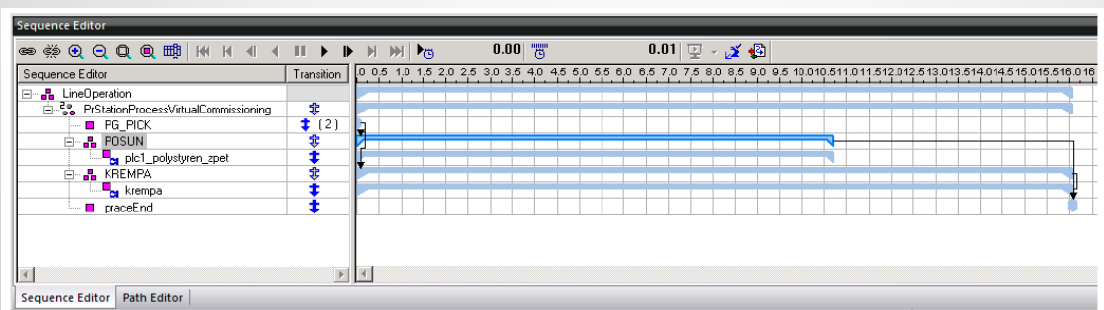 Sequence Editor
0.00 0.01
Sequence Editor Transition .0 0.5 1.0 1.5 2.0 2.5 3.0 3.5 4.0 4.5 5.0 5.5 6.0 6.5 7.0 7.5 8.0 8.5 9.0 9.5 10.0 10.5 11.0 11.5 12.0 12.5 13.0 13.5 14.0 14.5 15.0 15.5 16.0 16
LineOperation
PrStationProcessVirtualCommissioning
PG_PICK (2)
POSUN
plc1_polystyren_zpet
KREMPA
krempa
praceEnd
Sequence Editor Path Editor